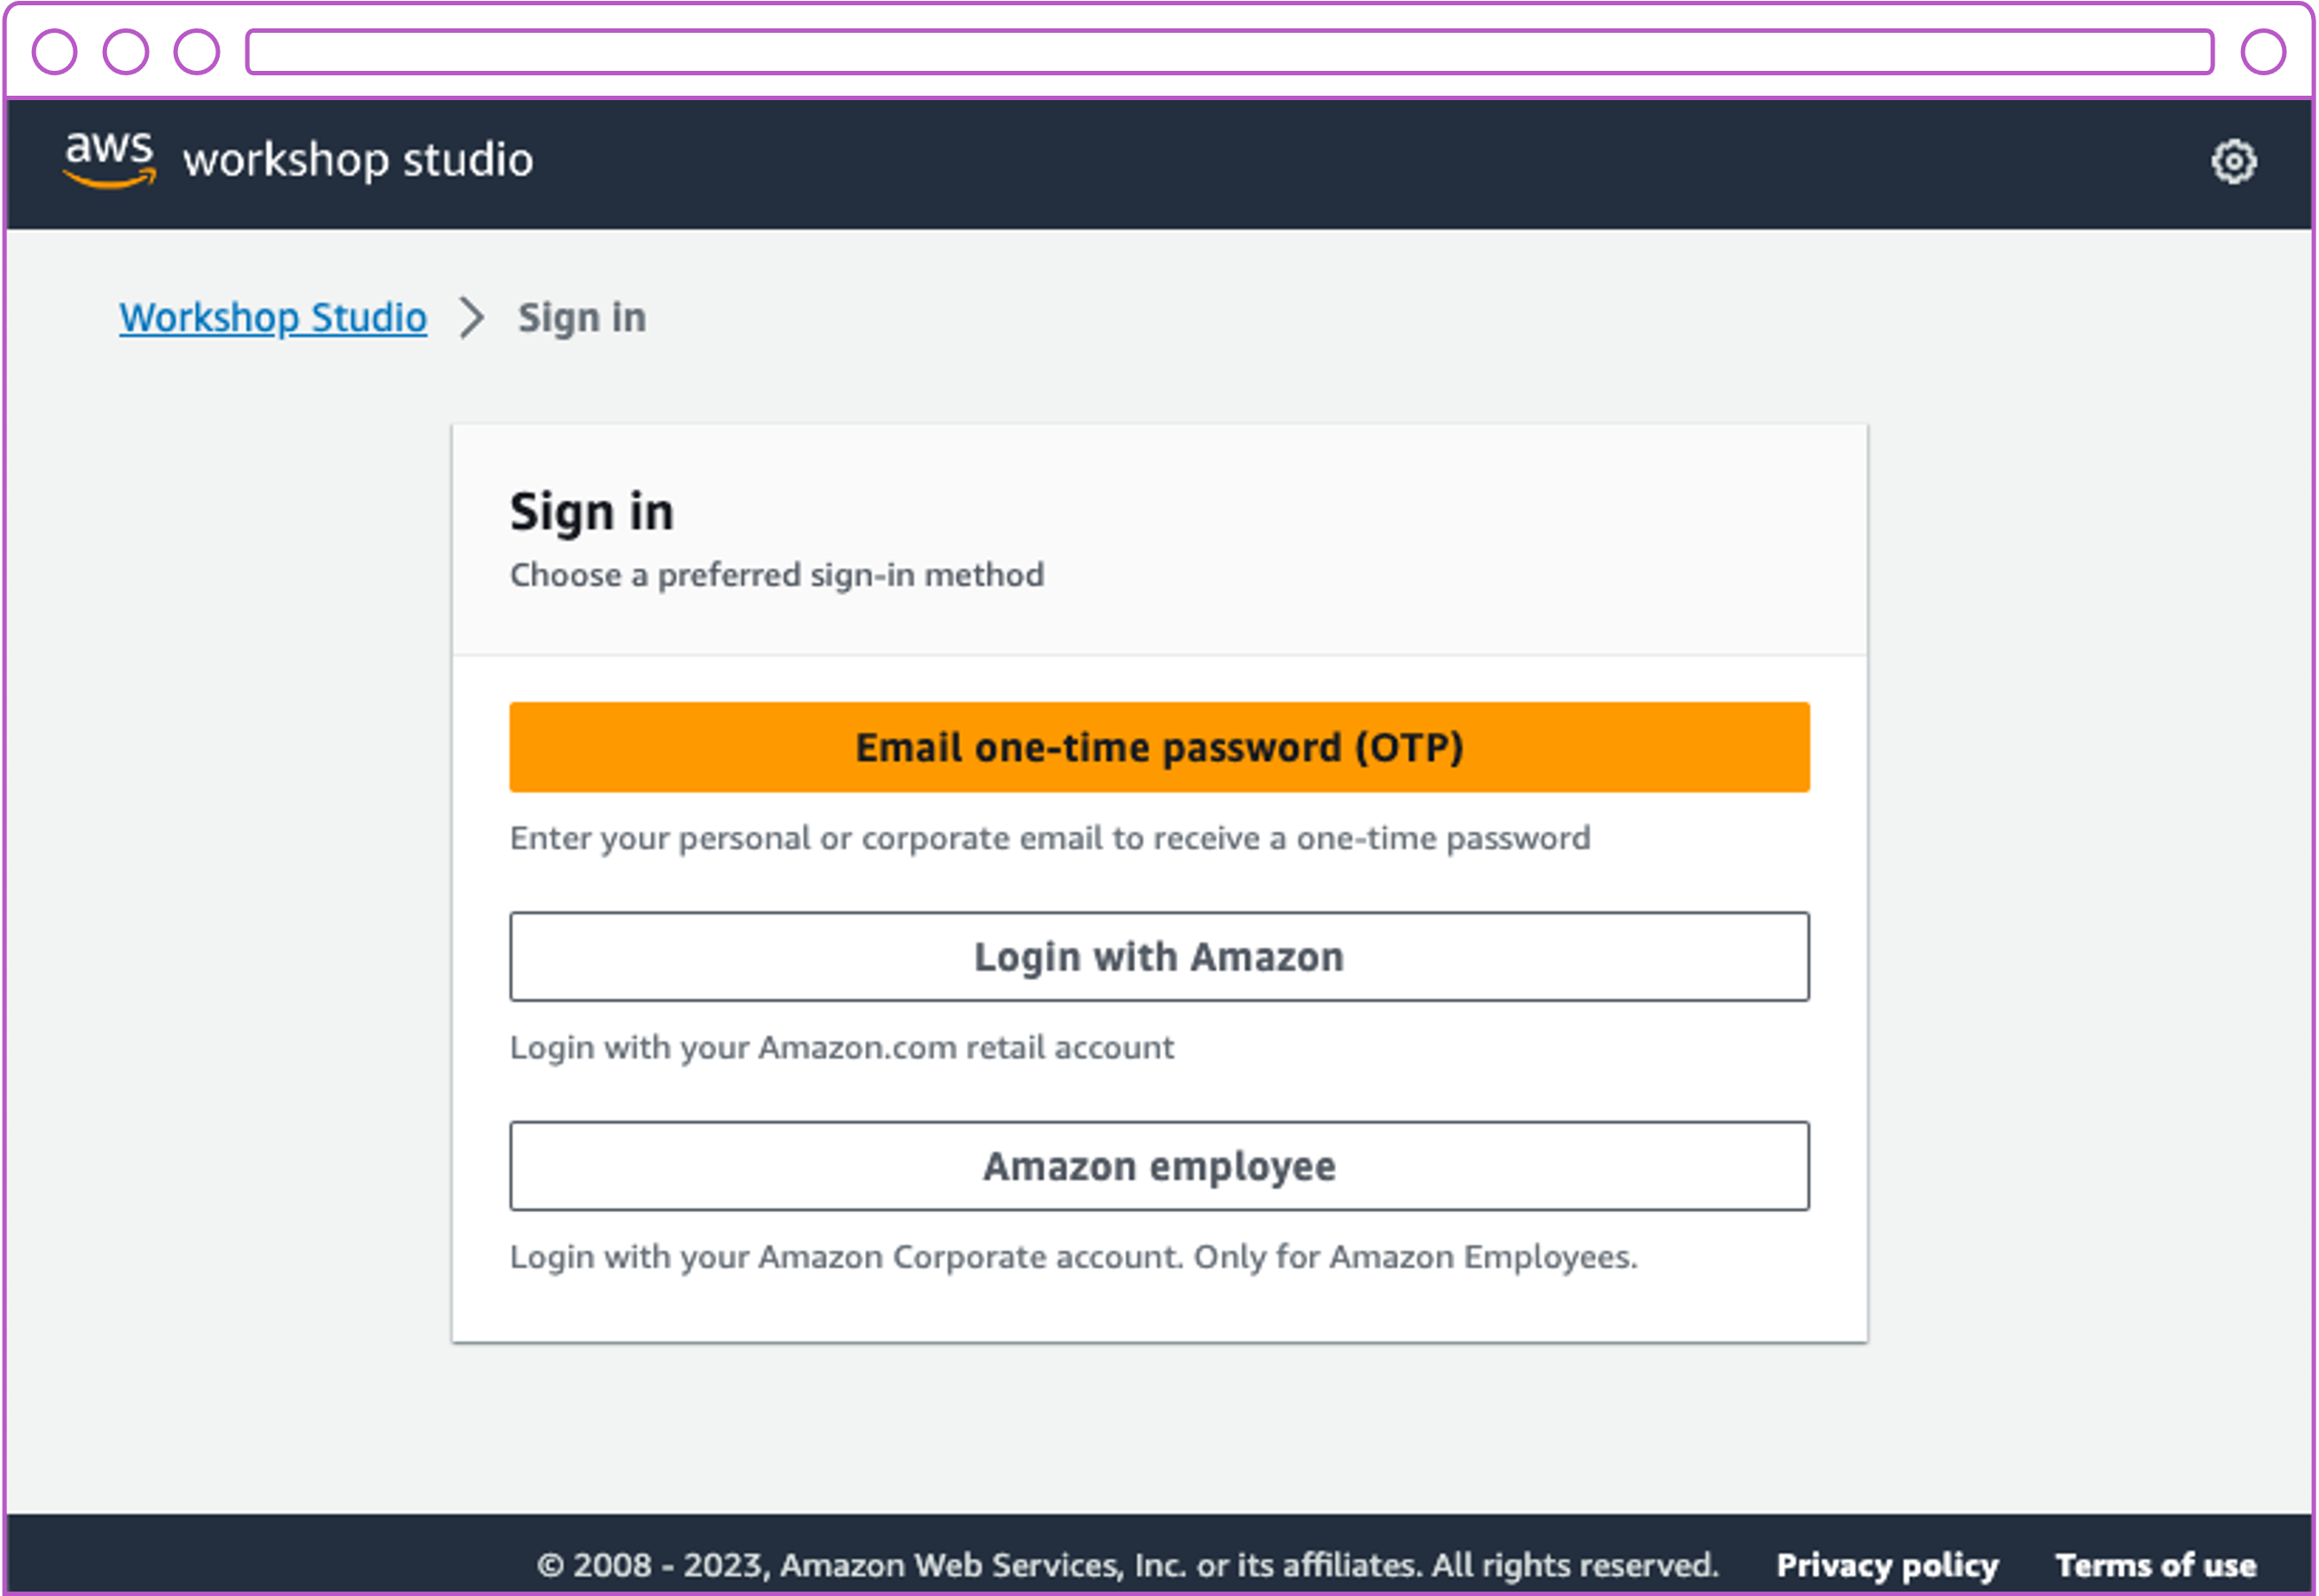 aws workshop studio
Workshop Studio > Sign in
Sign in
Choose a preferred sign-in method
Email one-time password (OTP)
Enter your personal or corporate email to receive a one-time password
Login with Amazon
Login with your Amazon.com retail account
Amazon employee
Login with your Amazon Corporate account. Only for Amazon Employees.
© 2008 - 2023, Amazon Web Services, Inc. or its affiliates. All rights reserved. Privacy policy Terms of use